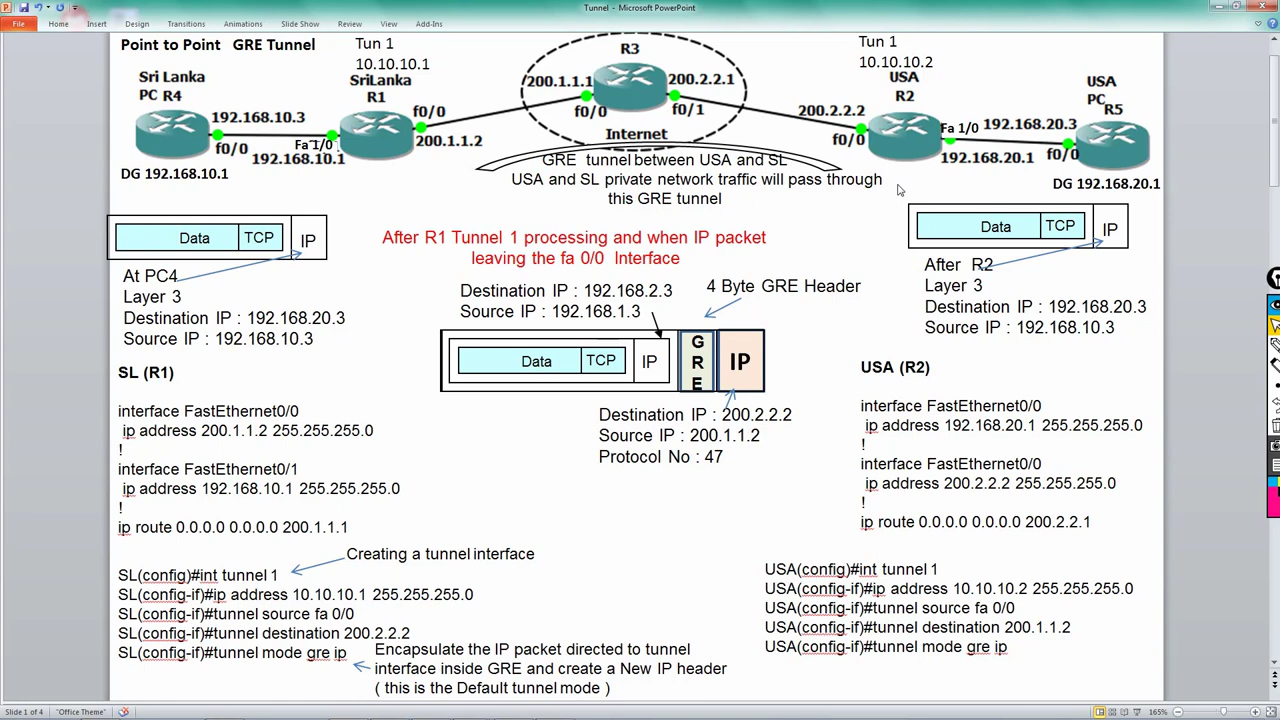 Tunnel - Microsoft PowerPoint
File Home Insert Design Transitions Animations Slide Show Review View Add-Ins
Point to Point GRE Tunnel
Tun 1
10.10.10.1
Tun 1
10.10.10.2
Sri Lanka
PC R4
SriLanka
R1
R3
USA
R2
USA
PC
R5
200.1.1.1
200.2.2.1
192.168.10.3
f0/0
f0/0
f0/1
200.2.2.2
Fa 1/0
192.168.20.3
f0/0
Fa 1/0
192.168.10.1
200.1.1.2
Internet
f0/0
192.168.20.1
f0/0
DG 192.168.10.1
DG 192.168.20.1
GRE tunnel between USA and SL
USA and SL private network traffic will pass through
this GRE tunnel
Data TCP IP
At PC4
Layer 3
Destination IP : 192.168.20.3
Source IP : 192.168.10.3
After R1 Tunnel 1 processing and when IP packet
leaving the fa 0/0 Interface
Destination IP : 192.168.2.3
Source IP : 192.168.1.3
4 Byte GRE Header
Data TCP IP
G
R
E
IP
Destination IP : 200.2.2.2
Source IP : 200.1.1.2
Protocol No : 47
Data TCP IP
After R2
Layer 3
Destination IP : 192.168.20.3
Source IP : 192.168.10.3
SL (R1)
interface FastEthernet0/0
ip address 200.1.1.2 255.255.255.0
!
interface FastEthernet0/1
ip address 192.168.10.1 255.255.255.0
!
ip route 0.0.0.0 0.0.0.0 200.1.1.1
USA (R2)
interface FastEthernet0/0
ip address 192.168.20.1 255.255.255.0
!
interface FastEthernet0/0
ip address 200.2.2.2 255.255.255.0
!
ip route 0.0.0.0 0.0.0.0 200.2.2.1
Creating a tunnel interface
SL(config)#int tunnel 1
SL(config-if)#ip address 10.10.10.1 255.255.255.0
SL(config-if)#tunnel source fa 0/0
SL(config-if)#tunnel destination 200.2.2.2
SL(config-if)#tunnel mode gre ip
Encapsulate the IP packet directed to tunnel
interface inside GRE and create a New IP header
( this is the Default tunnel mode )
USA(config)#int tunnel 1
USA(config-if)#ip address 10.10.10.2 255.255.255.0
USA(config-if)#tunnel source fa 0/0
USA(config-if)#tunnel destination 200.1.1.2
USA(config-if)#tunnel mode gre ip
Slide 1 of 4 "Office Theme" 165%